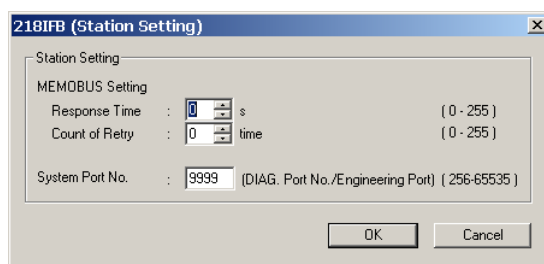 218IFB (Station Setting)
Station Setting
MEMOBUS Setting
Response Time : 0 s ( 0 - 255 )
Count of Retry : 0 time ( 0 - 255 )
System Port No. : 9999 (DIAG. Port No./Engineering Port) ( 256-65535 )
OK Cancel